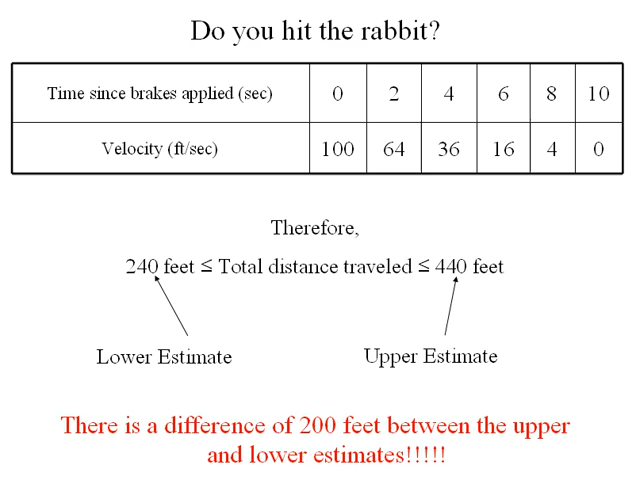 Do you hit the rabbit?
Time since brakes applied (sec) 0 2 4 6 8 10
Velocity (ft/sec) 100 64 36 16 4 0
Therefore,
240 feet ≤ Total distance traveled ≤ 440 feet
Lower Estimate Upper Estimate
There is a difference of 200 feet between the upper
and lower estimates!!!!!